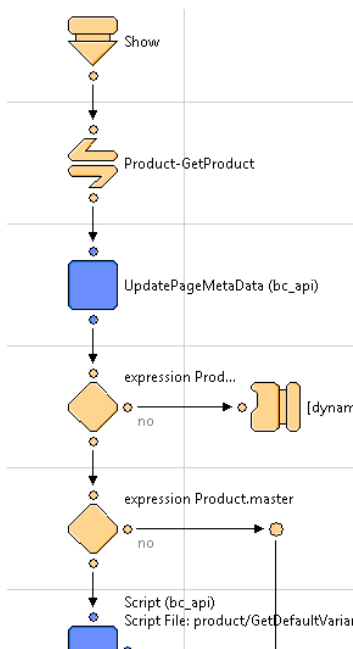 Show
Product-GetProduct
UpdatePageMetaData (bc_api)
expression Prod...
no
[dynam
expression Product.master
no
Script (bc_api)
Script File: product/GetDefaultVarian